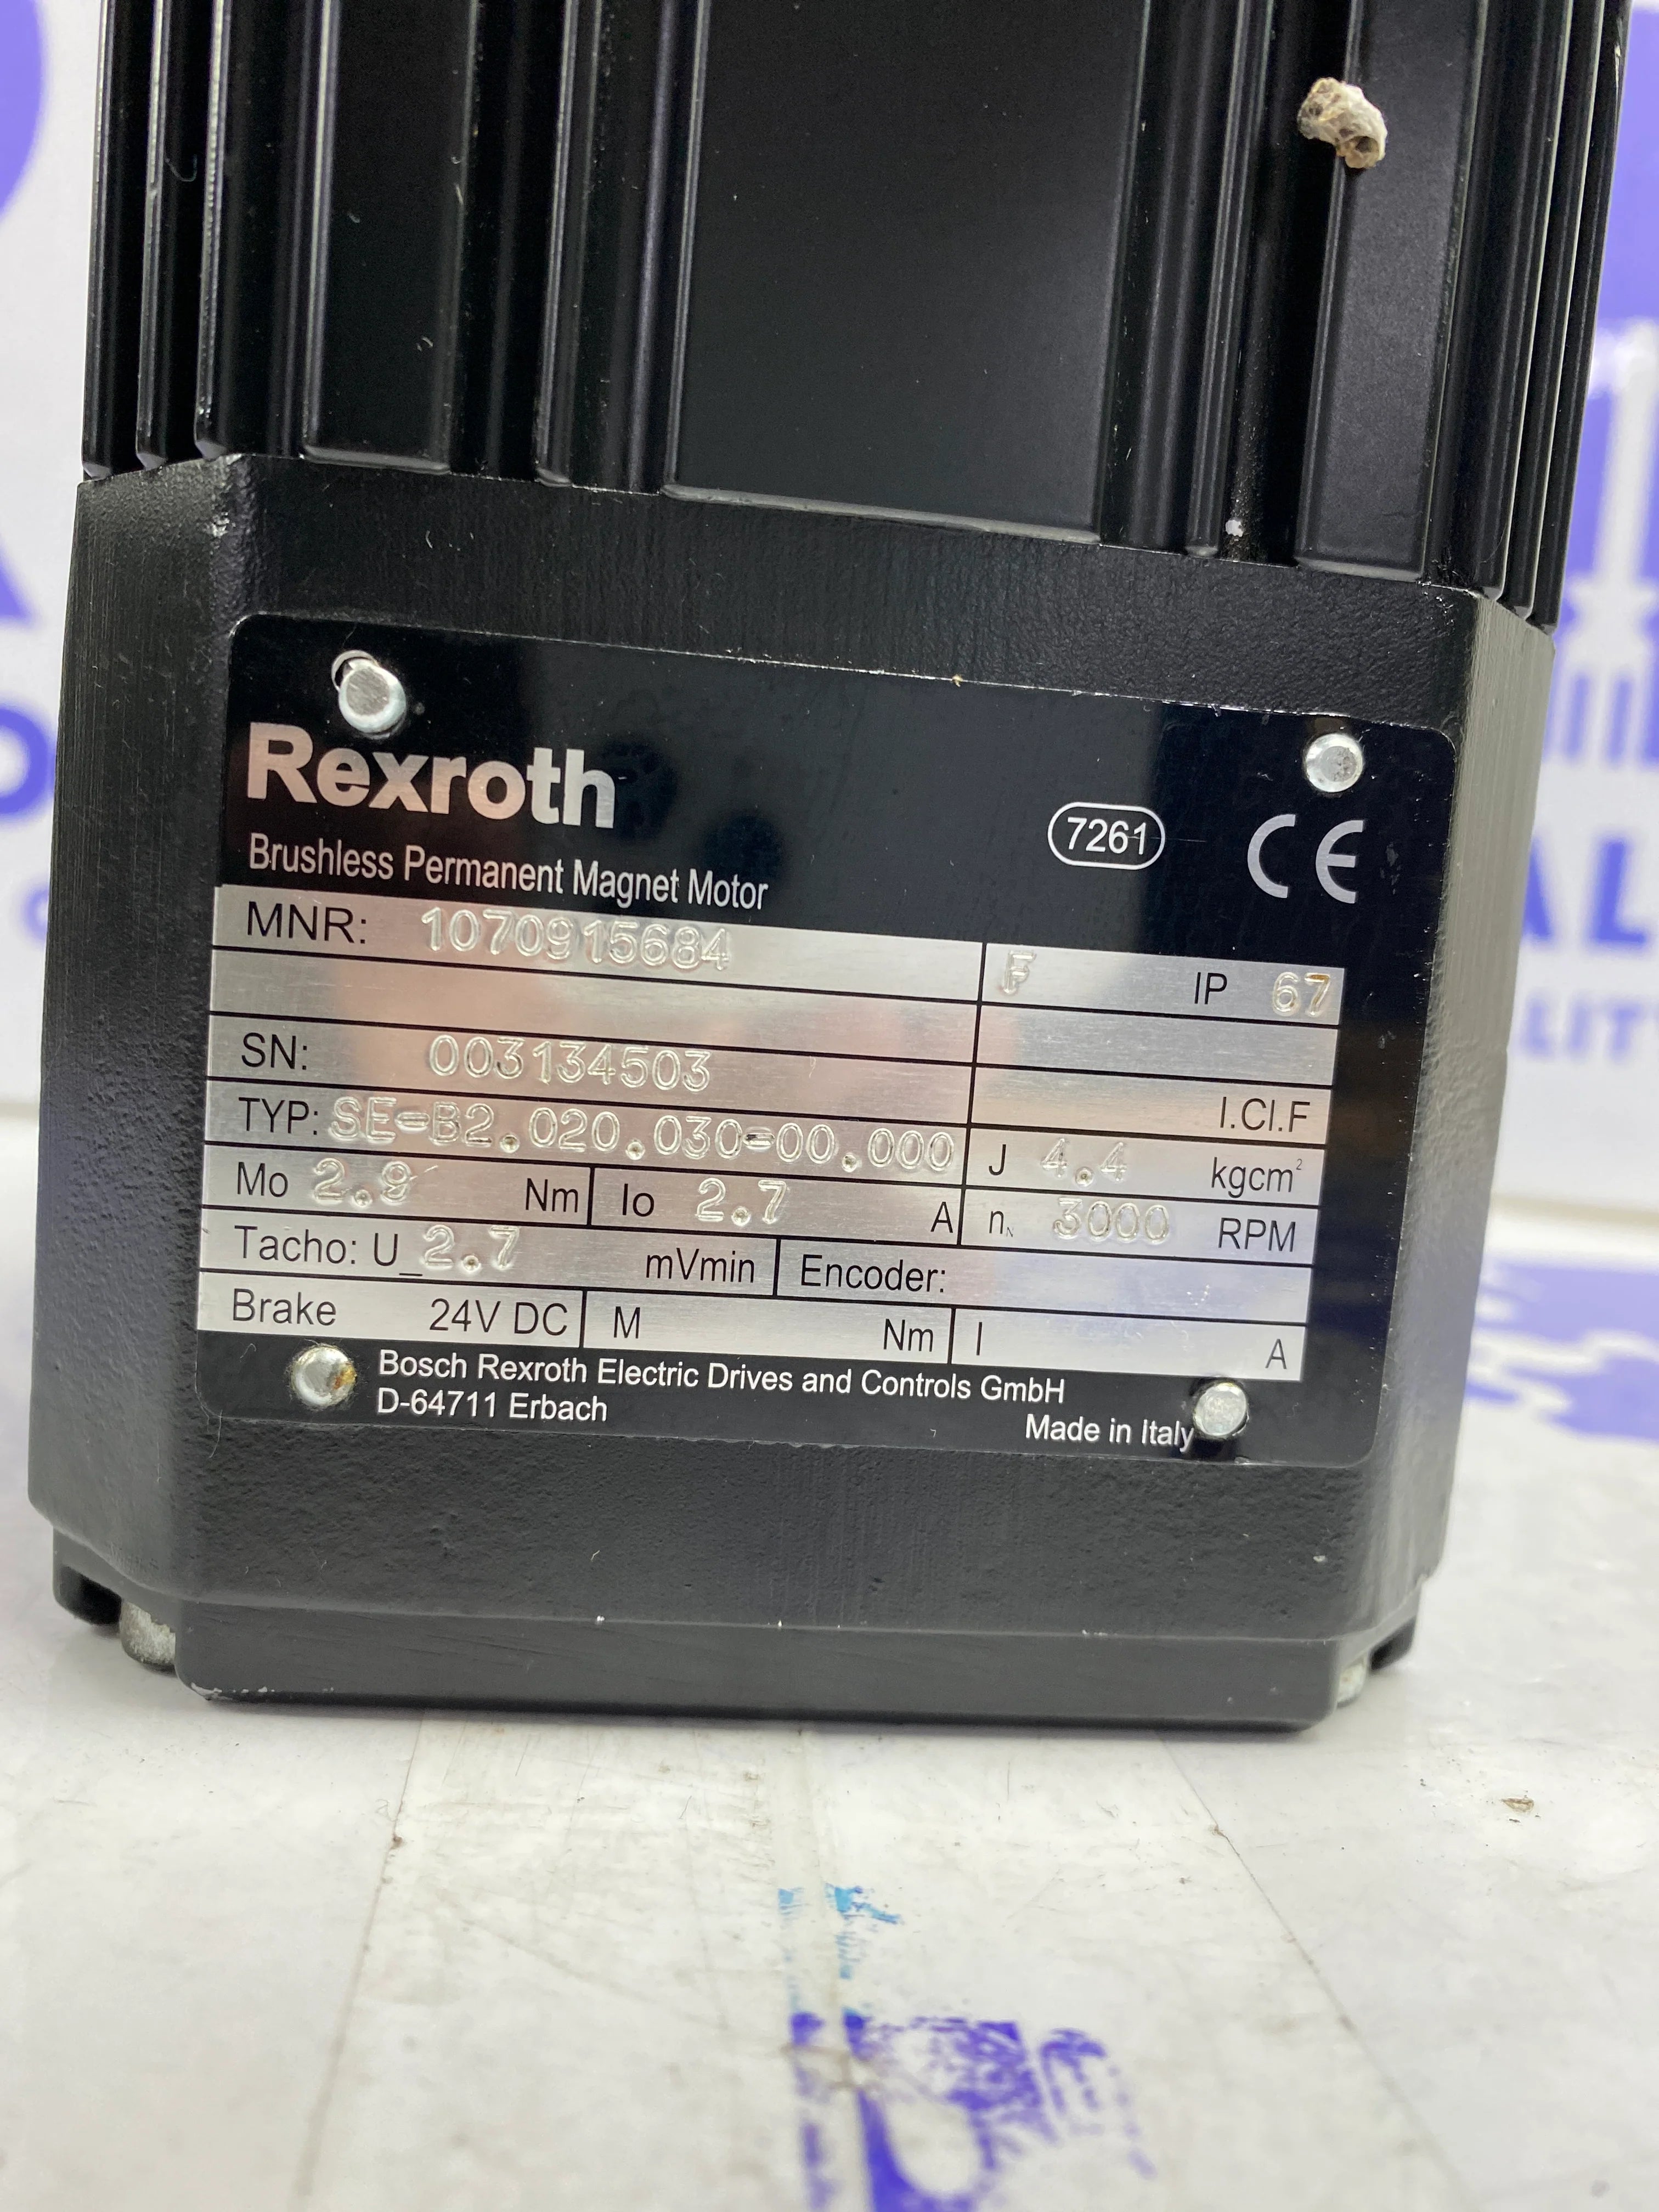 Rexroth
Brushless Permanent Magnet Motor
7261 CE
MNR: 1070915684 F IP 67
SN: 003134503 I.Cl.F
TYP: SE-B2.020.030-00.000 J 4.4 kgcm²
Mo 2.9 Nm Io 2.7 A nN 3000 RPM
Tacho: U_ 2.7 mVmin Encoder:
Brake 24V DC M Nm I A
Bosch Rexroth Electric Drives and Controls GmbH
D-64711 Erbach
Made in Italy